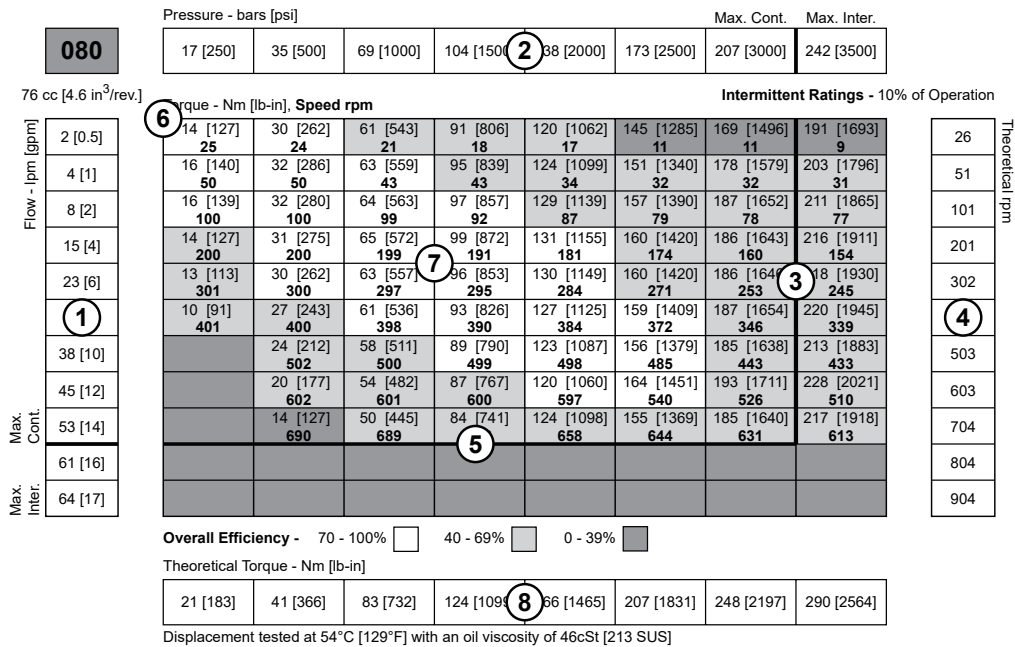 Pressure - bars [psi] Max. Cont. Max. Inter.
080 17 [250] 35 [500] 69 [1000] 104 [1500 2 38 [2000] 173 [2500] 207 [3000] 242 [3500]
76 cc [4.6 in3/rev.] Intermittent Ratings - 10% of Operation
6 Torque - Nm [lb-in], Speed rpm
Flow - lpm [gpm]
Theoretical rpm
2 [0.5] 14 [127] 30 [262] 61 [543] 91 [806] 120 [1062] 145 [1285] 169 [1496] 191 [1693] 26
25 24 21 18 17 11 11 9
4 [1] 16 [140] 32 [286] 63 [559] 95 [839] 124 [1099] 151 [1340] 178 [1579] 203 [1796] 51
50 50 43 43 34 32 32 31
8 [2] 16 [139] 32 [280] 64 [563] 97 [857] 129 [1139] 157 [1390] 187 [1652] 211 [1865] 101
100 100 99 92 87 79 78 77
15 [4] 14 [127] 31 [275] 65 [572] 99 [872] 131 [1155] 160 [1420] 186 [1643] 216 [1911] 201
200 200 199 191 181 174 160 154
7
23 [6] 13 [113] 30 [262] 63 [557] 96 [853] 130 [1149] 160 [1420] 186 [1646 3 18 [1930] 302
301 300 297 295 284 271 253 245
1 10 [91] 27 [243] 61 [536] 93 [826] 127 [1125] 159 [1409] 187 [1654] 220 [1945] 4
401 400 398 390 384 372 346 339
38 [10] 24 [212] 58 [511] 89 [790] 123 [1087] 156 [1379] 185 [1638] 213 [1883] 503
502 500 499 498 485 443 433
45 [12] 20 [177] 54 [482] 87 [767] 120 [1060] 164 [1451] 193 [1711] 228 [2021] 603
602 601 600 597 540 526 510
Max.
Cont.
53 [14] 14 [127] 50 [445] 84 [741] 124 [1098] 155 [1369] 185 [1640] 217 [1918] 704
690 689 5 658 644 631 613
61 [16] 804
Max.
Inter.
64 [17] 904
Overall Efficiency - 70 - 100% 40 - 69% 0 - 39%
Theoretical Torque - Nm [lb-in]
21 [183] 41 [366] 83 [732] 124 [1099 8 66 [1465] 207 [1831] 248 [2197] 290 [2564]
Displacement tested at 54°C [129°F] with an oil viscosity of 46cSt [213 SUS]